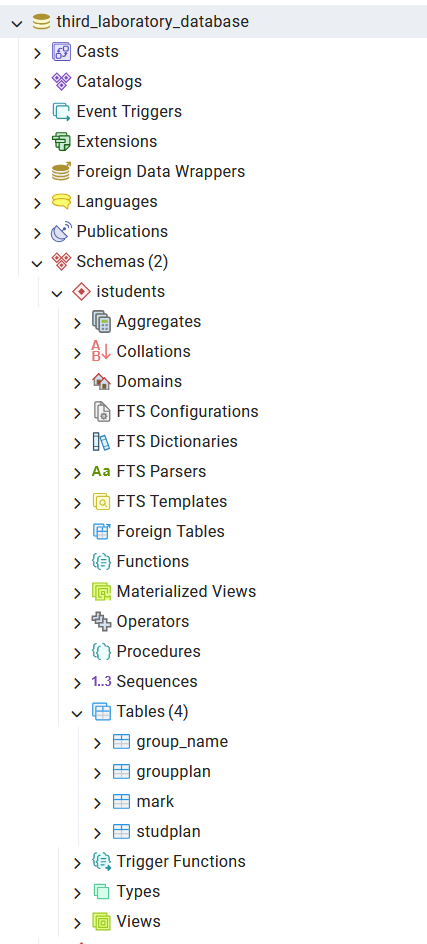 third_laboratory_database
Casts
Catalogs
Event Triggers
Extensions
Foreign Data Wrappers
Languages
Publications
Schemas (2)
istudents
Aggregates
Collations
Domains
FTS Configurations
FTS Dictionaries
Aa FTS Parsers
FTS Templates
Foreign Tables
Functions
Materialized Views
Operators
Procedures
1..3 Sequences
Tables (4)
group_name
groupplan
mark
studplan
Trigger Functions
Types
Views